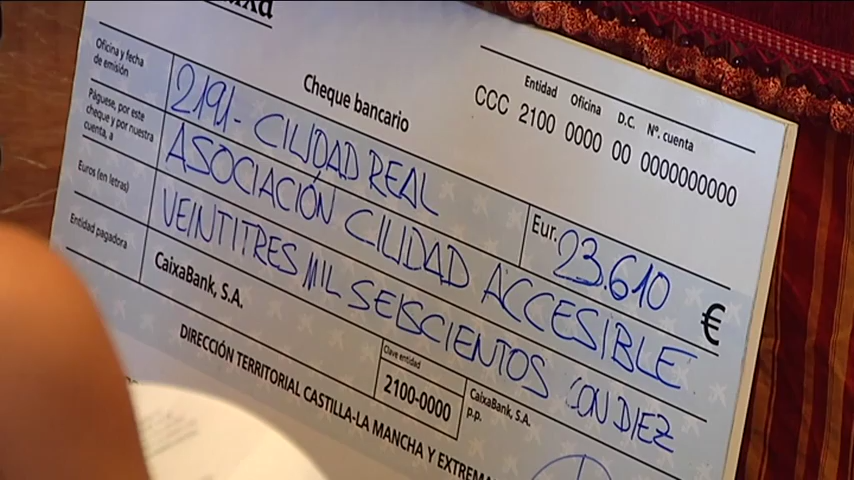 Cheque bancario
Entidad Oficina D.C. Nº. cuenta
CCC 2100 0000 00 0000000000
Oficina y fecha
de emisión
2191- CIUDAD REAL
Eur. 23.610 €
Páguese, por este
cheque y por nuestra
cuenta, a
ASOCIACIÓN CIUDAD ACCESIBLE
Euros (en letras)
VEINTITRES MIL SEISCIENTOS CON DIEZ
Entidad pagadora
CaixaBank, S.A.
Clave entidad
2100-0000
CaixaBank, S.A.
p.p.
DIRECCIÓN TERRITORIAL CASTILLA-LA MANCHA Y EXTREM